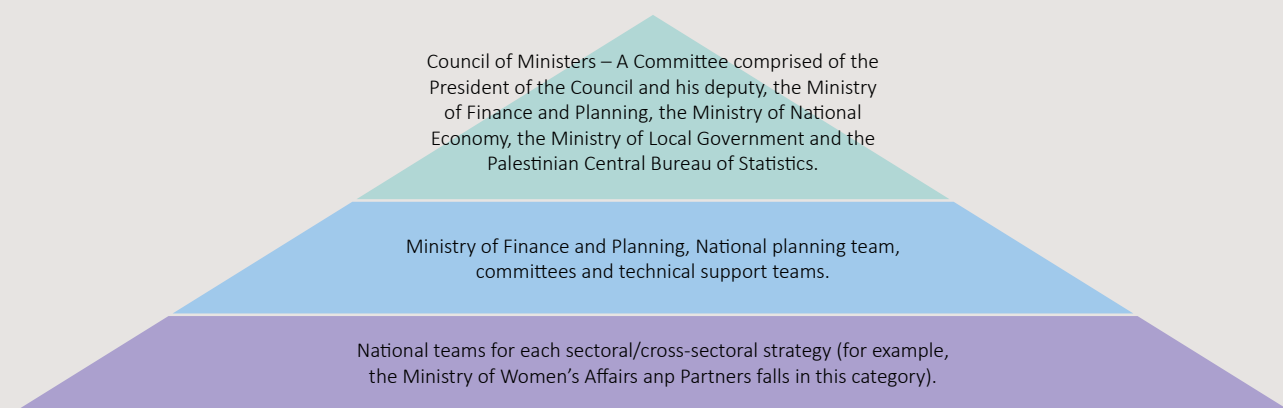 Council of Ministers – A Committee comprised of the
President of the Council and his deputy, the Ministry
of Finance and Planning, the Ministry of National
Economy, the Ministry of Local Government and the
Palestinian Central Bureau of Statistics.
Ministry of Finance and Planning, National planning team,
committees and technical support teams.
National teams for each sectoral/cross-sectoral strategy (for example,
the Ministry of Women’s Affairs anp Partners falls in this category).